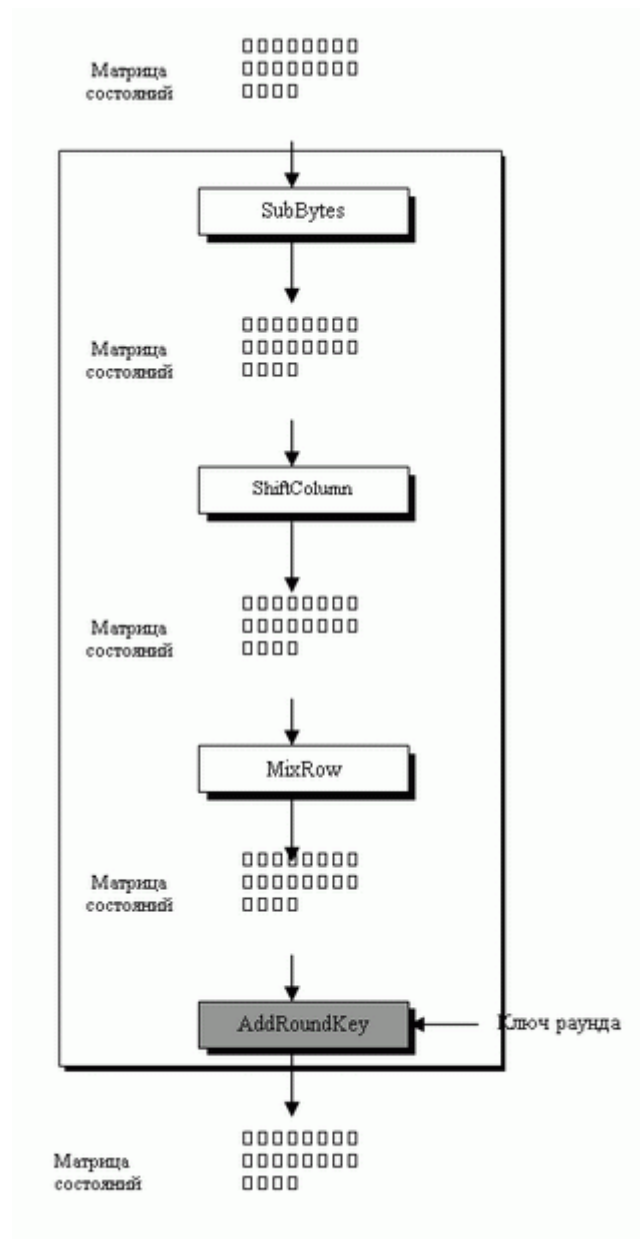 Матрица
состояний
SubBytes
Матрица
состояний
ShiftColumn
Матрица
состояний
MixRow
Матрица
состояний
AddRoundKey
Ключ раунда
Матрица
состояний